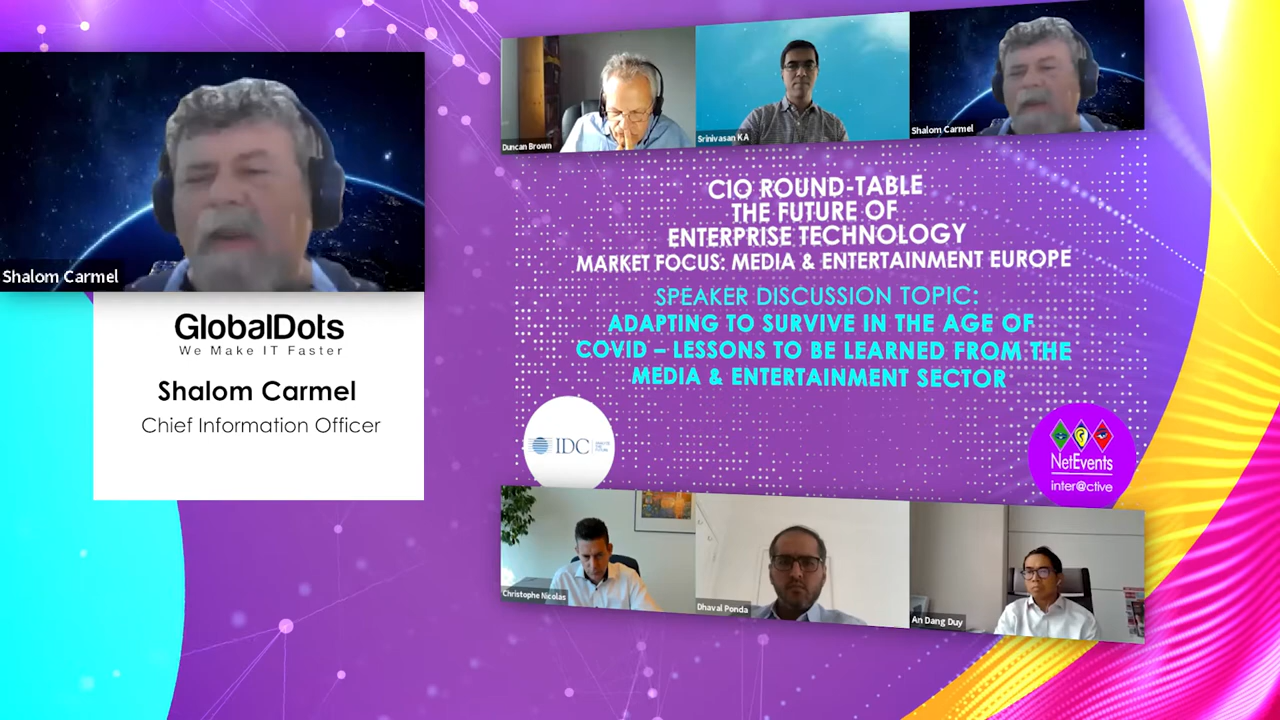 Shalom Carmel
GlobalDots
We Make IT Faster
Shalom Carmel
Chief Information Officer
Duncan Brown
Srinivasan KA
Shalom Carmel
CIO ROUND-TABLE
THE FUTURE OF
ENTERPRISE TECHNOLOGY
MARKET FOCUS: MEDIA & ENTERTAINMENT EUROPE
SPEAKER DISCUSSION TOPIC:
ADAPTING TO SURVIVE IN THE AGE OF
COVID – LESSONS TO BE LEARNED FROM THE
MEDIA & ENTERTAINMENT SECTOR
IDC
NetEvents
inter@ctive
Christophe Nicolas
Dhaval Ponda
An Dang Duy